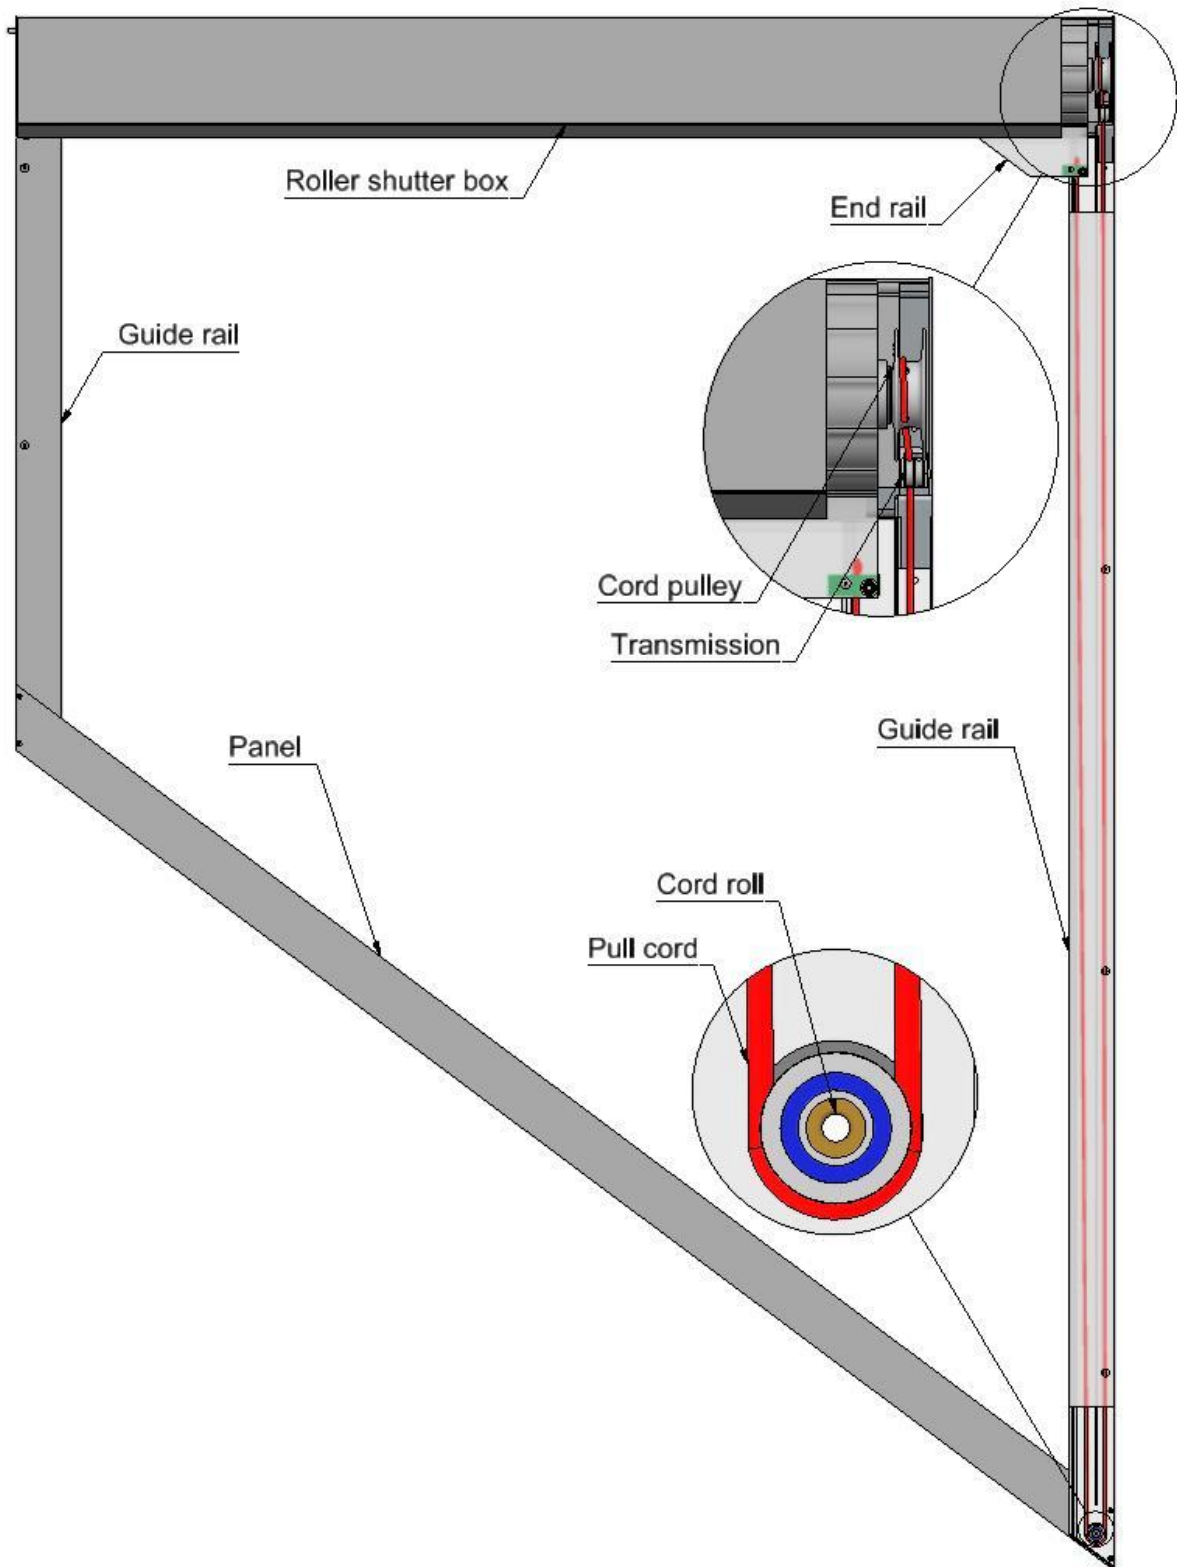 Roller shutter box
End rail
Guide rail
Cord pulley
Transmission
Guide rail
Panel
Cord roll
Pull cord